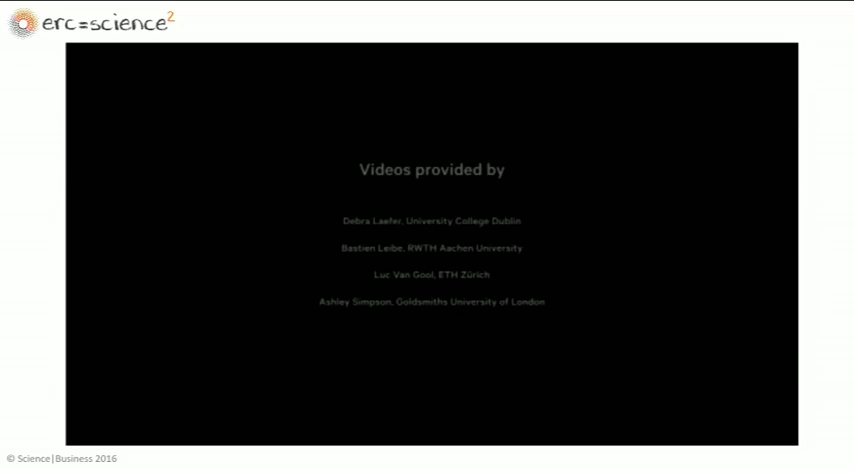 erc=science²
Videos provided by
Debra Laefer, University College Dublin
Bastien Leibe, RWTH Aachen University
Luc Van Gool, ETH Zürich
Ashley Simpson, Goldsmiths University of London
© Science|Business 2016